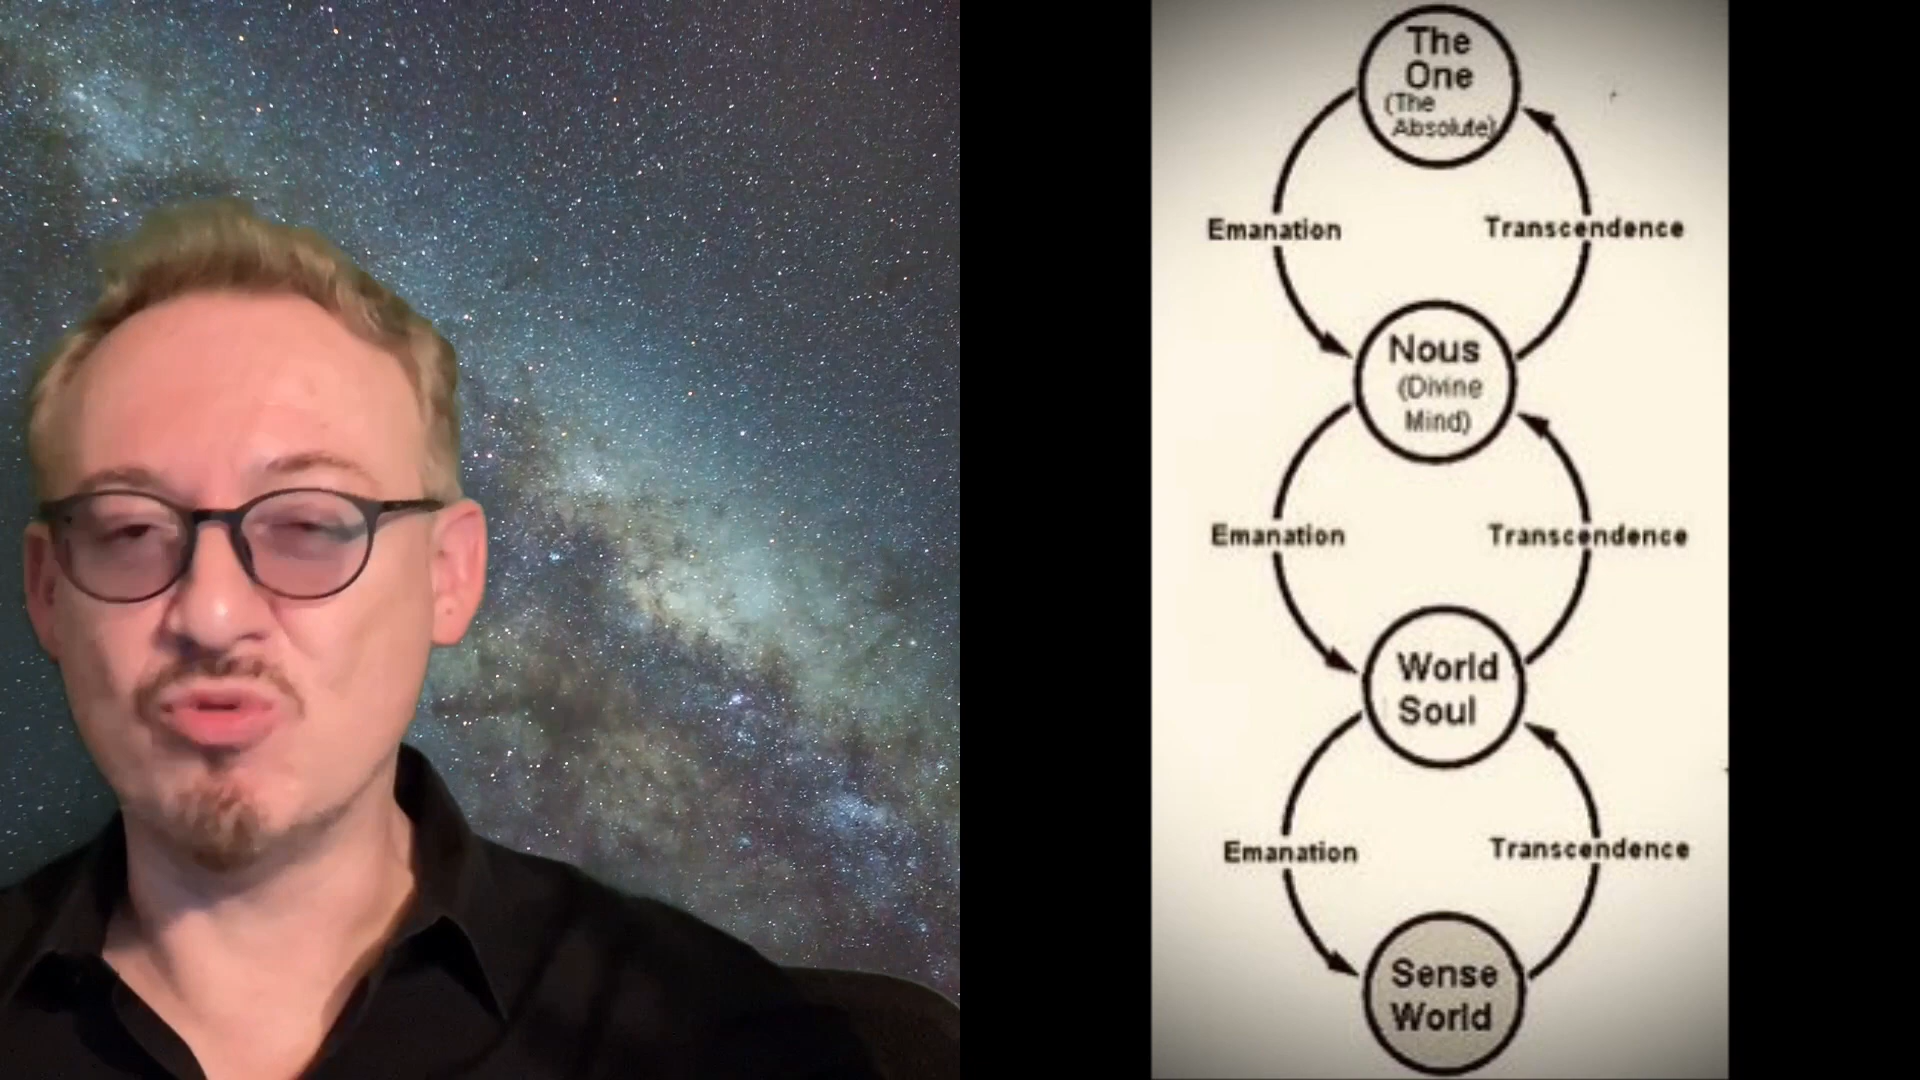 The
One
(The
Absolute)
Emanation
Transcendence
Nous
(Divine
Mind)
Emanation
Transcendence
World
Soul
Emanation
Transcendence
Sense
World